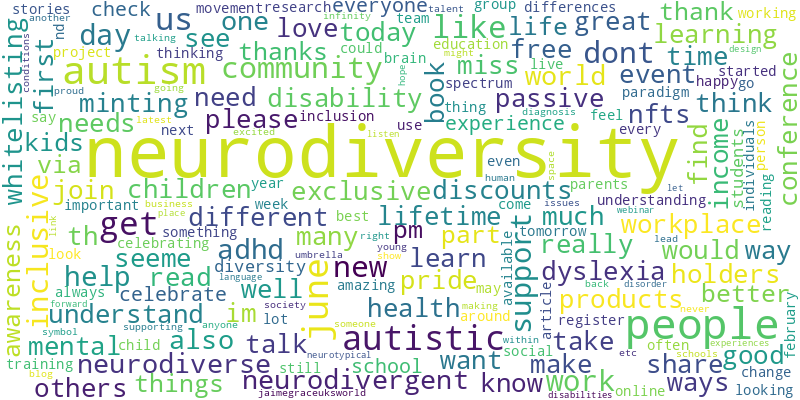 stories another movementresearch everyone group differences
conditions nd check infinity team talent working
whitelisting first day us one love today like life great thank
talking project thinking could education might design learning
say proud autism see thanks brain live free dont time
going minting community miss world event paradigm happy go started
need disability book passive spectrum nfts think
needs latest please inclusion thing hope diagnosis feel every
kids next excited use experience find income students individuals person conference
neurodiversity
via listen even human space issues parents let understanding reading
join children year exclusive discounts come webinar
important business week lifetime tomorrow workplace
th get something different best much
awareness inclusive place celebrating many right pm part really would way
link seeme adhd umbrella young learn available dyslexia lead holders
look help read diversity language new amazing show pride may support back disorder
always celebrate well june health around article products better february
understand im lot society making register often people
symbol supporting anyone someone autistic within social take etc never good
mental child also talk want make share schools experiences change
training blog neurodiverse still school neurotypical work ways online looking
forward others things neurodivergent know disabilities
jaimegraceuksworld